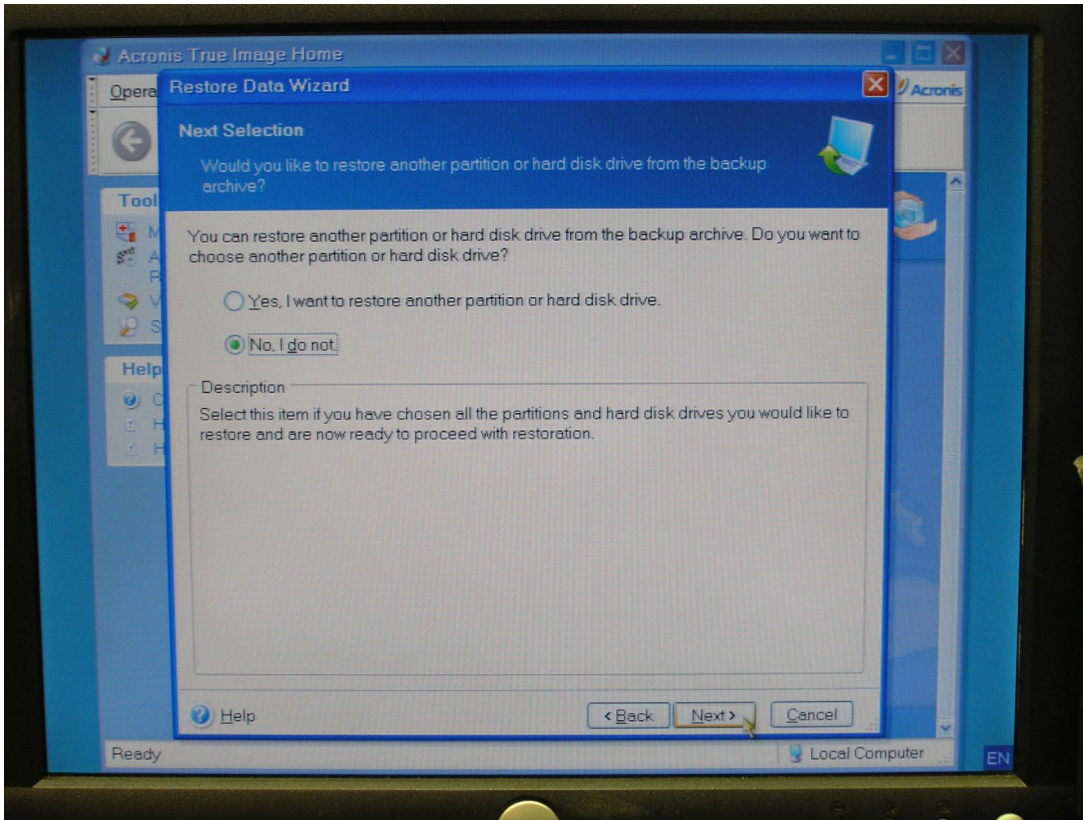 Acronis True Image Home
Opera
Acronis
Restore Data Wizard
Next Selection
Would you like to restore another partition or hard disk drive from the backup
archive?
Tool
M
A
R
V
S
Help
C
H
H
You can restore another partition or hard disk drive from the backup archive. Do you want to
choose another partition or hard disk drive?
Yes, I want to restore another partition or hard disk drive.
No, I do not.
Description
Select this item if you have chosen all the partitions and hard disk drives you would like to
restore and are now ready to proceed with restoration.
Help
< Back
Next >
Cancel
Ready
Local Computer
EN